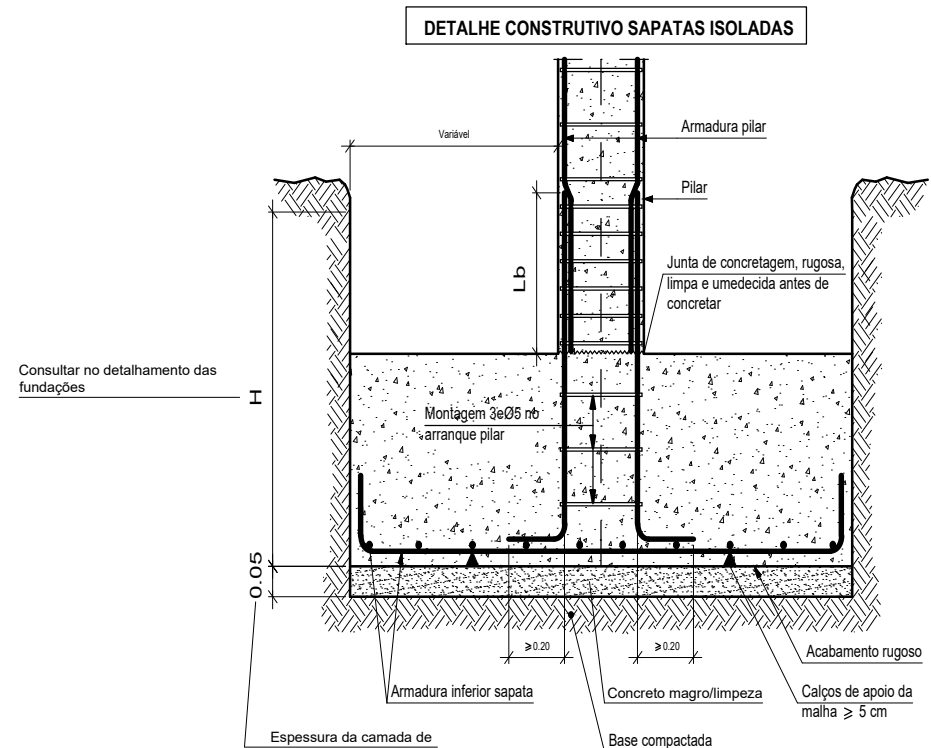 DETALHE CONSTRUTIVO SAPATAS ISOLADAS
Variável
Armadura pilar
Pilar
Lb
Junta de concretagem, rugosa,
limpa e umedecida antes de
concretar
Consultar no detalhamento das
fundações
H
Montagem 3eØ5 no
arranque pilar
0.05
≥0.20
≥0.20
Acabamento rugoso
Armadura inferior sapata
Concreto magro/limpeza
Calços de apoio da
malha ≥ 5 cm
Espessura da camada de
Base compactada